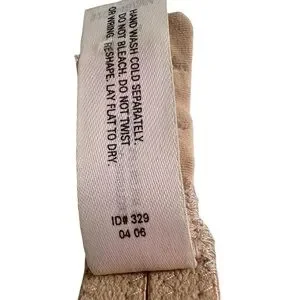 HAND WASH COLD SEPARATELY.
DO NOT BLEACH. DO NOT TWIST
OR WRING. RESHAPE. LAY FLAT TO
DRY.
ID# 329
04 06